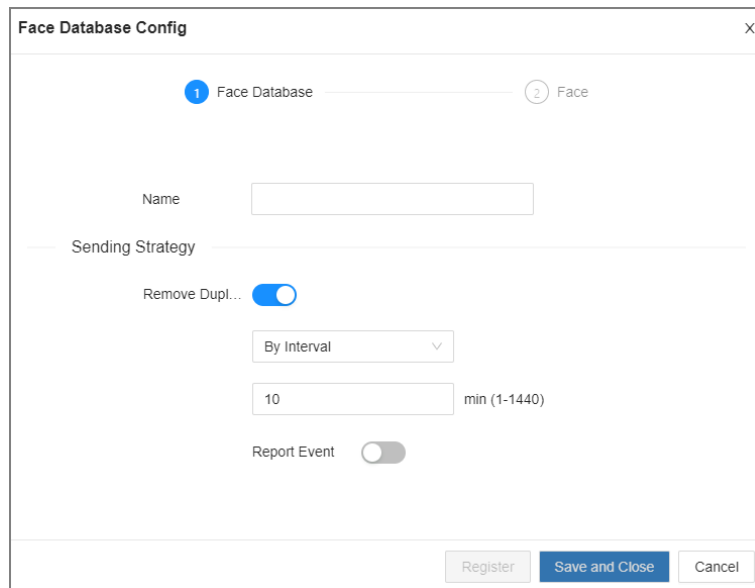 Face Database Config X
1 Face Database 2 Face
Name
Sending Strategy
Remove Dupl...
By Interval
10 min (1-1440)
Report Event
Register Save and Close Cancel